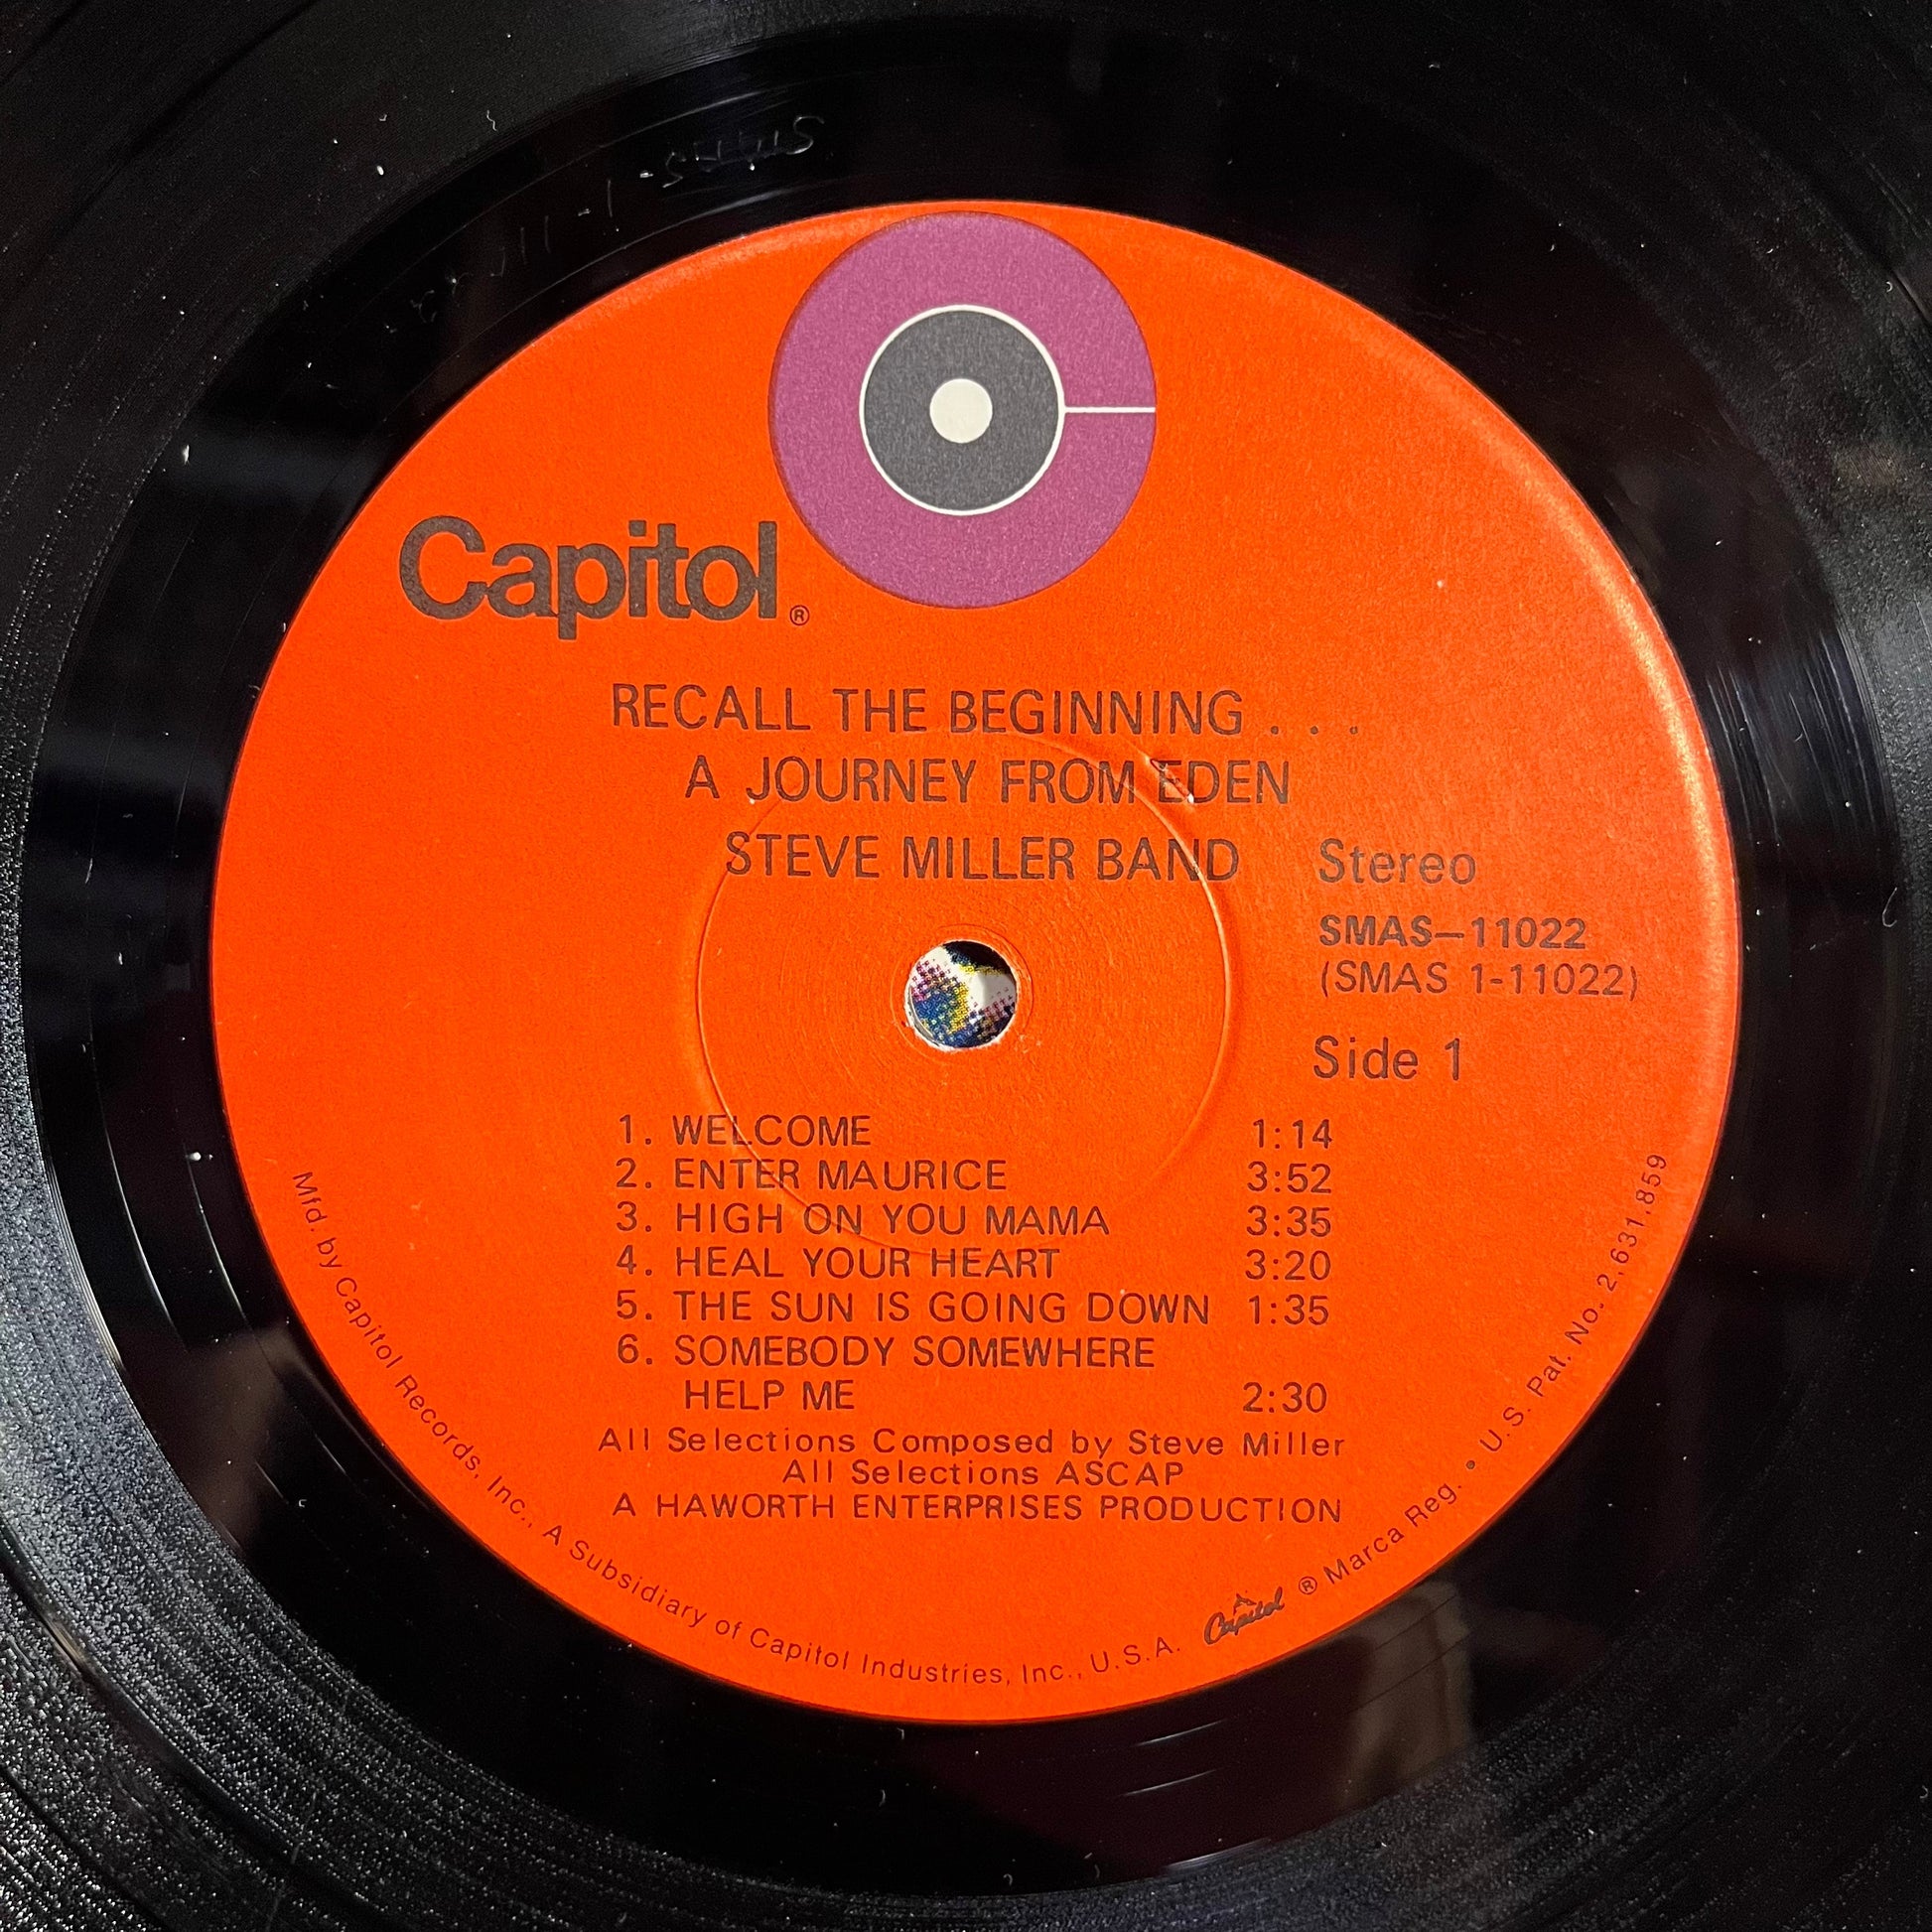 Capitol®
RECALL THE BEGINNING . . .
A JOURNEY FROM EDEN
STEVE MILLER BAND
Stereo
SMAS–11022
(SMAS 1-11022)
Side 1
1. WELCOME 1:14
2. ENTER MAURICE 3:52
3. HIGH ON YOU MAMA 3:35
4. HEAL YOUR HEART 3:20
5. THE SUN IS GOING DOWN 1:35
6. SOMEBODY SOMEWHERE
HELP ME 2:30
All Selections Composed by Steve Miller
All Selections ASCAP
A HAWORTH ENTERPRISES PRODUCTION
Mfd. by Capitol Records, Inc., A Subsidiary of Capitol Industries, Inc., U.S.A. Capitol ® Marca Reg. • U.S. Pat. No. 2,631,859